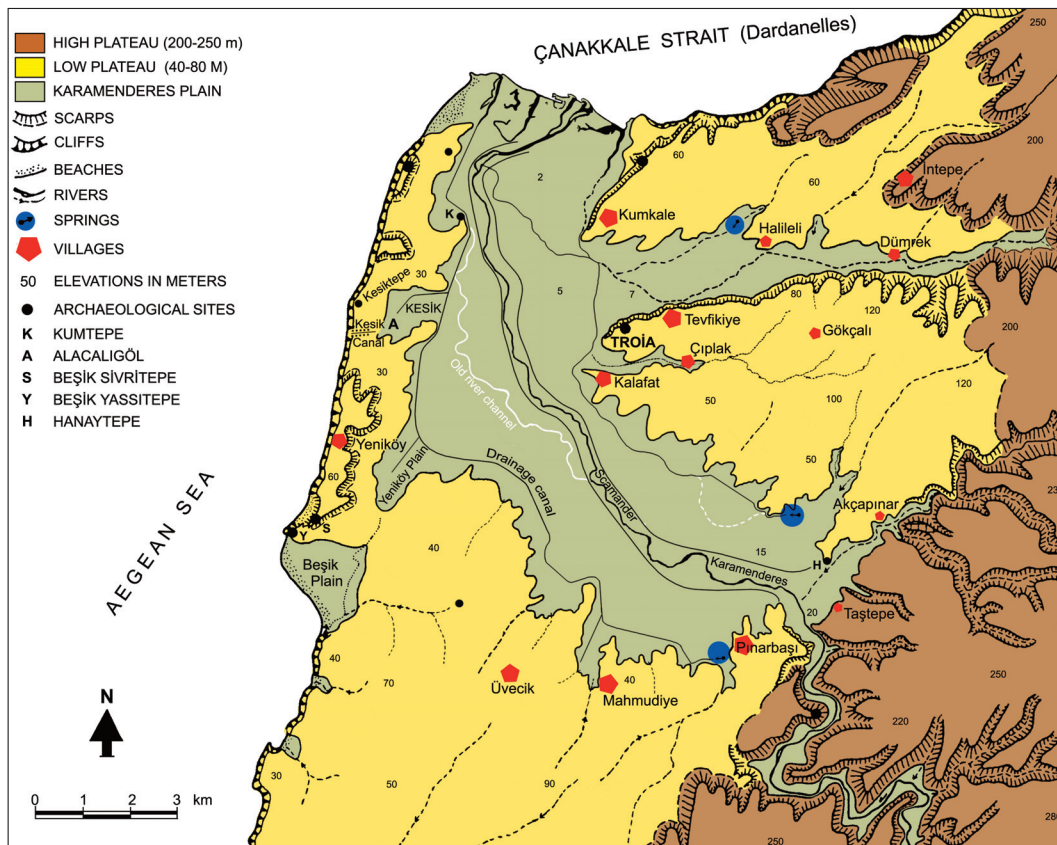 HIGH PLATEAU (200-250 m)
LOW PLATEAU (40-80 M)
KARAMENDERES PLAIN
SCARPS
CLIFFS
BEACHES
RIVERS
SPRINGS
VILLAGES
50 ELEVATIONS IN METERS
ARCHAEOLOGICAL SITES
K KUMTEPE
A ALACALIGÖL
S BEŞİK SİVRİTEPE
Y BEŞİK YASSITEPE
H HANAYTEPE
ÇANAKKALE STRAIT (Dardanelles)
250
200
60
2
İntepe
60
K
Kumkale
Halileli
Dümrek
30
Kesiktepe
KESİK
5
7
80
120
Kesik
Canal
A
Tevfikiye
TROİA
Gökçalı
200
Çıplak
30
Kalafat
Old river channel
50
100
120
Yeniköy
60
Yeniköy Plain
Drainage canal
Scamander
50
Akçapınar
S
Y
AEGEAN SEA
Beşik
Plain
40
15
Karamenderes
H
20
Taştepe
40
70
Pınarbaşı
Üvecik
40
Mahmudiye
250
220
N
30
50
90
250
280
0 1 2 3 km